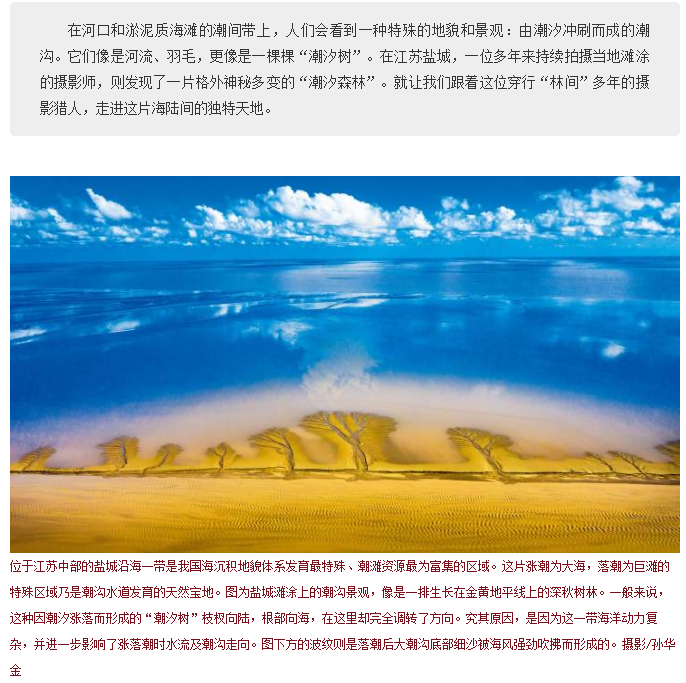 在河口和淤泥质海滩的潮间带上，人们会看到一种特殊的地貌和景观：由潮汐冲刷而成的潮
沟。它们像是河流、羽毛，更像是一棵棵“潮汐树”。在江苏盐城，一位多年来持续拍摄当地滩涂
的摄影师，则发现了一片格外神秘多变的“潮汐森林”。就让我们跟着这位穿行“林间”多年的摄
影猎人，走进这片海陆间的独特天地。
位于江苏中部的盐城沿海一带是我国海沉积地貌体系发育最特殊、潮滩资源最为富集的区域。这片涨潮为大海，落潮为巨滩的
特殊区域乃是潮沟水道发育的天然宝地。图为盐城滩涂上的潮沟景观，像是一排生长在金黄地平线上的深秋树林。一般来说，
这种因潮汐涨落而形成的“潮汐树”枝杈向陆，根部向海，在这里却完全调转了方向。究其原因，是因为这一带海洋动力复
杂，并进一步影响了涨落潮时水流及潮沟走向。图下方的波纹则是落潮后大潮沟底部细沙被海风强劲吹拂而形成的。摄影/孙华
金